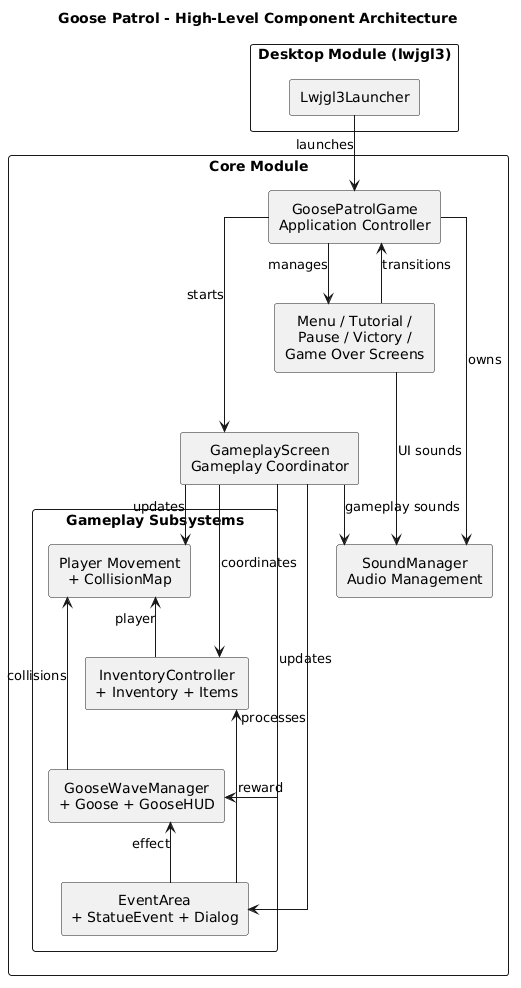 Goose Patrol - High-Level Component Architecture
Desktop Module (lwjgl3)
Lwjgl3Launcher
launches
Core Module
GoosePatrolGame
Application Controller
manages
transitions
starts
Menu / Tutorial /
Pause / Victory /
Game Over Screens
owns
GameplayScreen
Gameplay Coordinator
UI sounds
updates
gameplay sounds
Gameplay Subsystems
Player Movement
+ CollisionMap
coordinates
SoundManager
Audio Management
player
collisions
InventoryController
+ Inventory + Items
updates
processes
GooseWaveManager
+ Goose + GooseHUD
reward
effect
EventArea
+ StatueEvent + Dialog